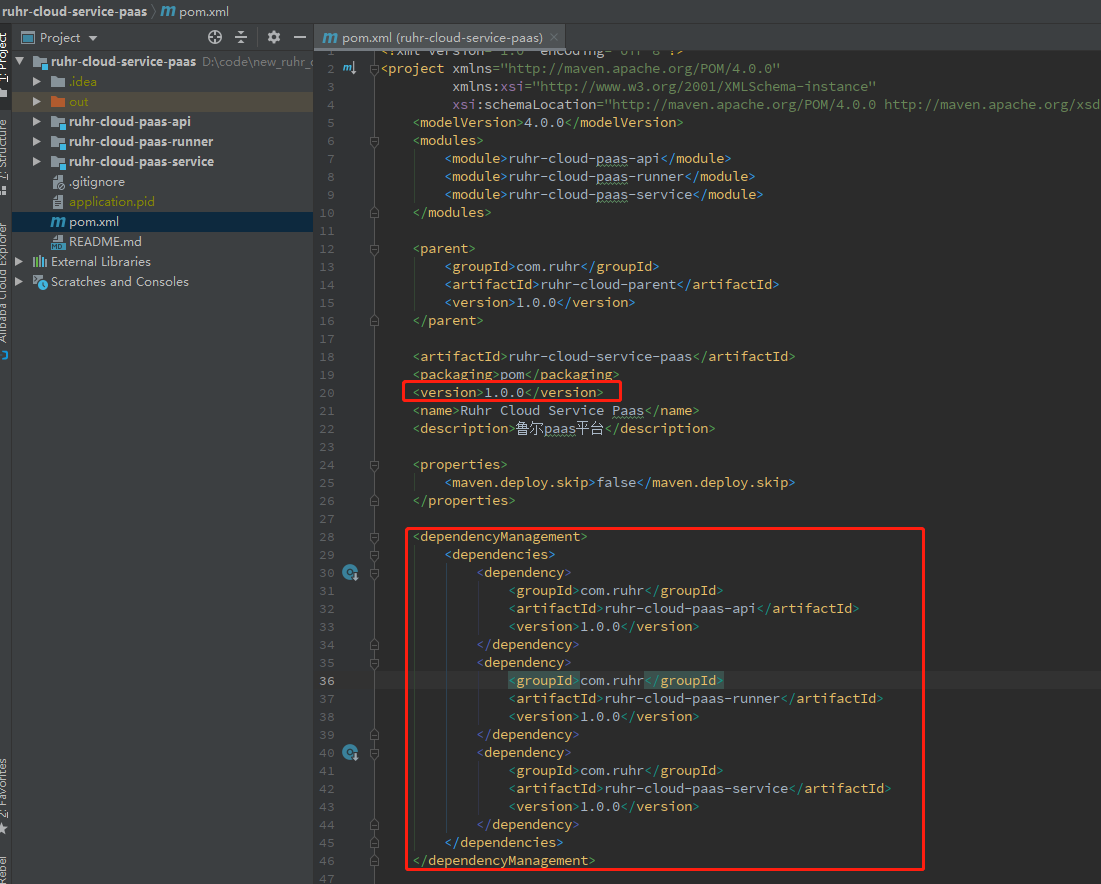 ruhr-cloud-service-paas
pom.xml
Project
pom.xml (ruhr-cloud-service-paas)
1: Project
7: Structure
Alibaba Cloud Explorer
2: Favorites
ruhr-cloud-service-paas D:\code\new_ruhr_c
.idea
out
ruhr-cloud-paas-api
ruhr-cloud-paas-runner
ruhr-cloud-paas-service
.gitignore
application.pid
pom.xml
README.md
External Libraries
Scratches and Consoles
1 <?xml version="1.0" encoding="UTF-8"?>
2 <project xmlns="http://maven.apache.org/POM/4.0.0"
3 xmlns:xsi="http://www.w3.org/2001/XMLSchema-instance"
4 xsi:schemaLocation="http://maven.apache.org/POM/4.0.0 http://maven.apache.org/xsd
5 <modelVersion>4.0.0</modelVersion>
6 <modules>
7 <module>ruhr-cloud-paas-api</module>
8 <module>ruhr-cloud-paas-runner</module>
9 <module>ruhr-cloud-paas-service</module>
10 </modules>
11
12 <parent>
13 <groupId>com.ruhr</groupId>
14 <artifactId>ruhr-cloud-parent</artifactId>
15 <version>1.0.0</version>
16 </parent>
17
18 <artifactId>ruhr-cloud-service-paas</artifactId>
19 <packaging>pom</packaging>
20 <version>1.0.0</version>
21 <name>Ruhr Cloud Service Paas</name>
22 <description>鲁尔paas平台</description>
23
24 <properties>
25 <maven.deploy.skip>false</maven.deploy.skip>
26 </properties>
27
28 <dependencyManagement>
29 <dependencies>
30 <dependency>
31 <groupId>com.ruhr</groupId>
32 <artifactId>ruhr-cloud-paas-api</artifactId>
33 <version>1.0.0</version>
34 </dependency>
35 <dependency>
36 <groupId>com.ruhr</groupId>
37 <artifactId>ruhr-cloud-paas-runner</artifactId>
38 <version>1.0.0</version>
39 </dependency>
40 <dependency>
41 <groupId>com.ruhr</groupId>
42 <artifactId>ruhr-cloud-paas-service</artifactId>
43 <version>1.0.0</version>
44 </dependency>
45 </dependencies>
46 </dependencyManagement>
47